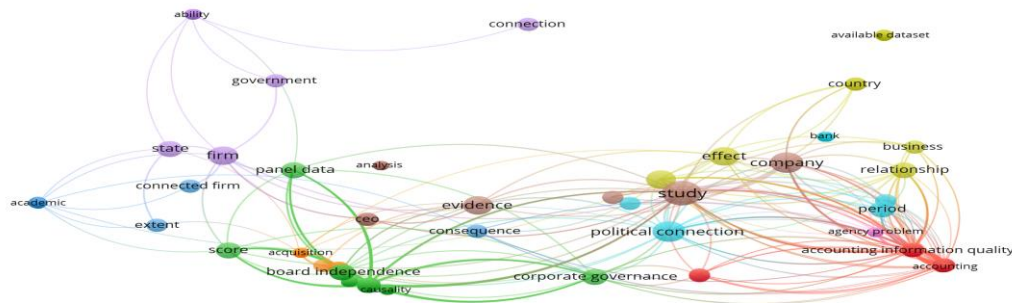 ability
connection
available dataset
government
country
bank
state
firm
business
effect
company
analysis
panel data
relationship
connected firm
study
academic
evidence
period
extent
ceo
consequence
political connection
agency problem
score
acquisition
accounting information quality
board independence
corporate governance
accounting
causality